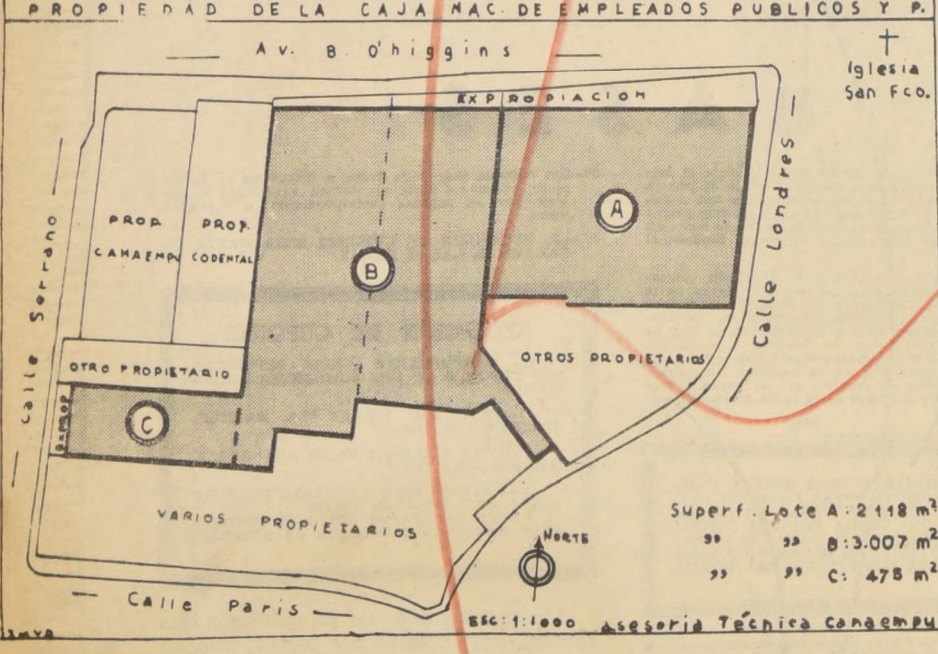 PROPIEDAD DE LA CAJA NAC. DE EMPLEADOS PUBLICOS Y P.
Av. B. O'higgins
Iglesia
San Fco.
EXPROPIACION
Calle Serrano
PROP.
CANAEMPU
PROP.
CODENTAL
A
B
Calle Londres
OTRO PROPIETARIO
OTROS PROPIETARIOS
C
VARIOS PROPIETARIOS
NORTE
Superf. Lote A: 2118 m²
" " B: 3.007 m²
" " C: 475 m²
Calle Paris
ESC: 1:1000
asesoria Técnica Canaempu